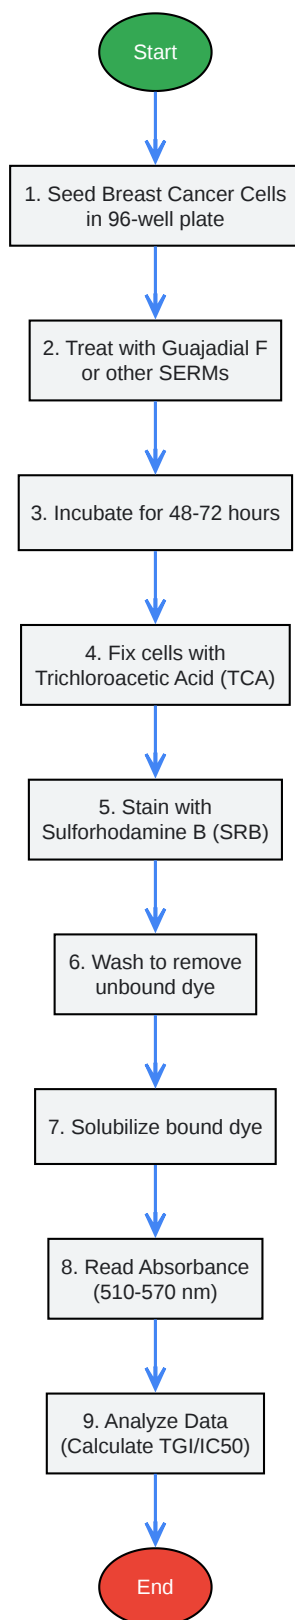 Start
1. Seed Breast Cancer Cells
in 96-well plate
2. Treat with Guajadial F
or other SERMs
3. Incubate for 48-72 hours
4. Fix cells with
Trichloroacetic Acid (TCA)
5. Stain with
Sulforhodamine B (SRB)
6. Wash to remove
unbound dye
7. Solubilize bound dye
8. Read Absorbance
(510-570 nm)
9. Analyze Data
(Calculate TGI/IC50)
End